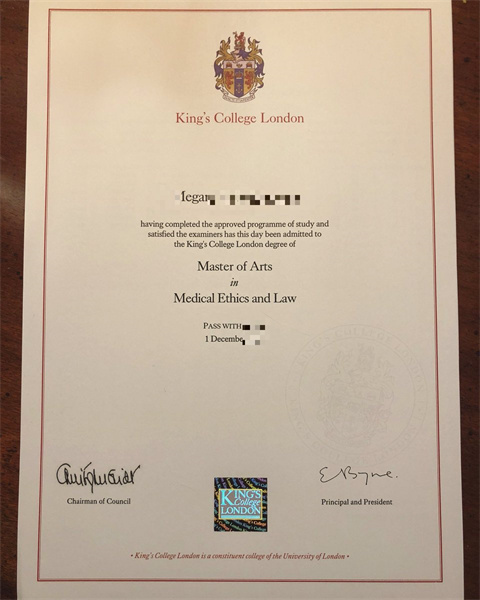 King's College London
having completed the approved programme of study and
satisfied the examiners has this day been admitted to
the King's College London degree of
Master of Arts
in
Medical Ethics and Law
PASS WITH
1 Decembe
Chairman of Council
KING'S
College
LONDON
Principal and President
• King's College London is a constituent college of the University of London •